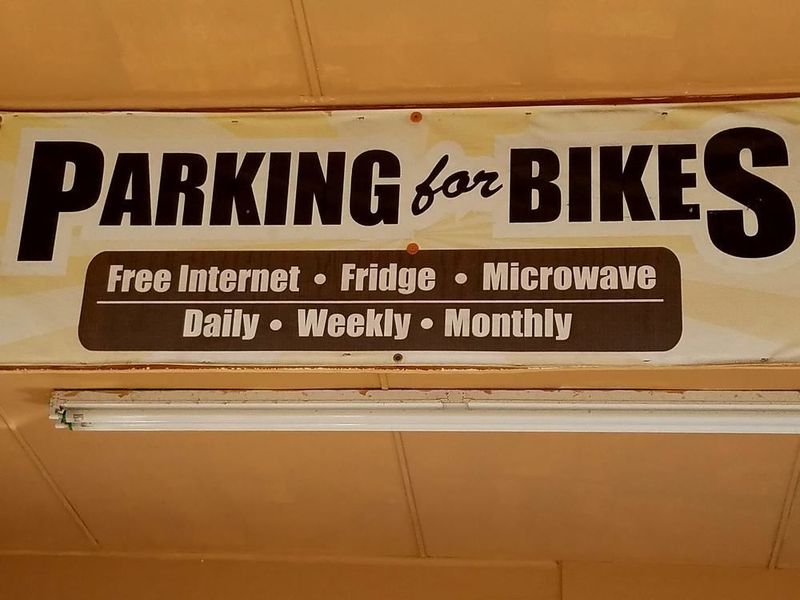 PARKING for BIKES
Free Internet • Fridge • Microwave
Daily • Weekly • Monthly